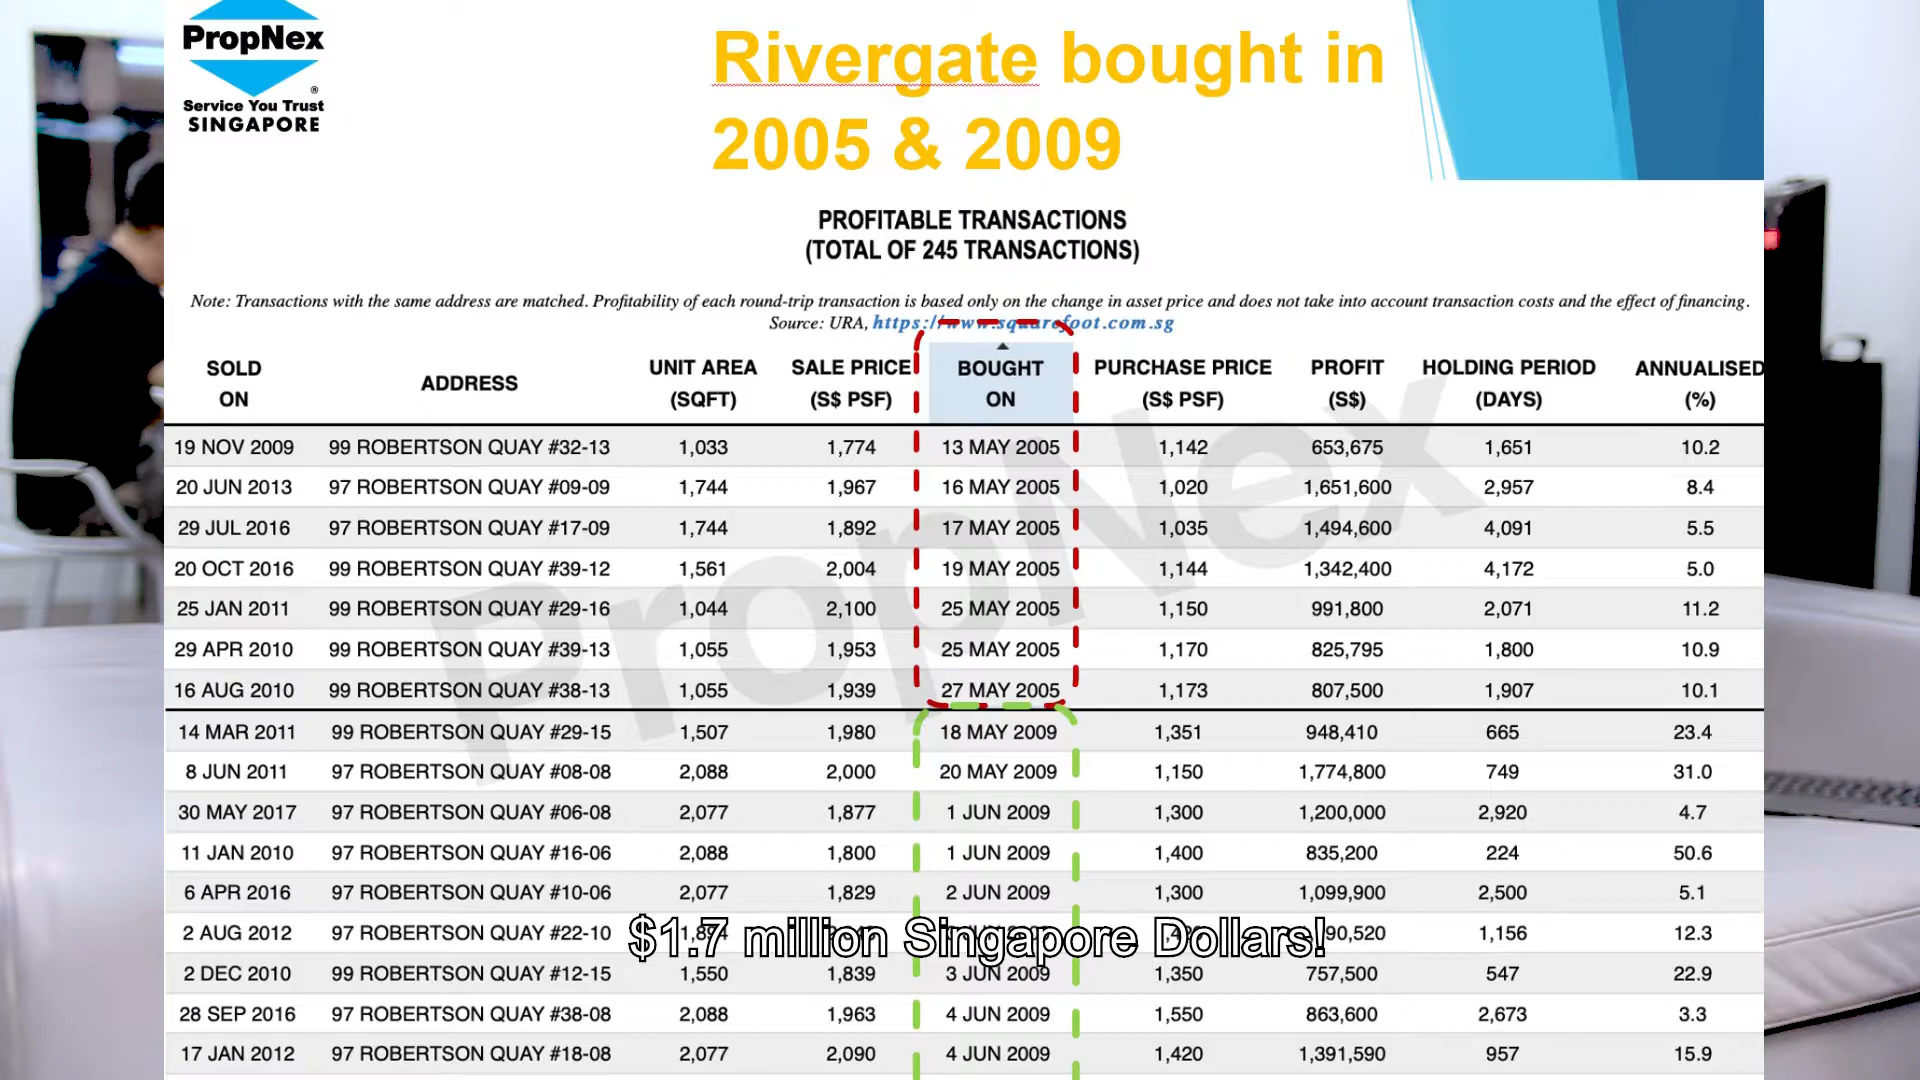 PropNex
®
Service You Trust
SINGAPORE
Rivergate bought in
2005 & 2009
PROFITABLE TRANSACTIONS
(TOTAL OF 245 TRANSACTIONS)
Note: Transactions with the same address are matched. Profitability of each round-trip transaction is based only on the change in asset price and does not take into account transaction costs and the effect of financing.
Source: URA, https://www.squarefoot.com.sg
SOLD ON ADDRESS UNIT AREA (SQFT) SALE PRICE (S$ PSF) BOUGHT ON PURCHASE PRICE (S$ PSF) PROFIT (S$) HOLDING PERIOD (DAYS) ANNUALISED (%)
19 NOV 2009 99 ROBERTSON QUAY #32-13 1,033 1,774 13 MAY 2005 1,142 653,675 1,651 10.2
20 JUN 2013 97 ROBERTSON QUAY #09-09 1,744 1,967 16 MAY 2005 1,020 1,651,600 2,957 8.4
29 JUL 2016 97 ROBERTSON QUAY #17-09 1,744 1,892 17 MAY 2005 1,035 1,494,600 4,091 5.5
20 OCT 2016 99 ROBERTSON QUAY #39-12 1,561 2,004 19 MAY 2005 1,144 1,342,400 4,172 5.0
25 JAN 2011 99 ROBERTSON QUAY #29-16 1,044 2,100 25 MAY 2005 1,150 991,800 2,071 11.2
29 APR 2010 99 ROBERTSON QUAY #39-13 1,055 1,953 25 MAY 2005 1,170 825,795 1,800 10.9
16 AUG 2010 99 ROBERTSON QUAY #38-13 1,055 1,939 27 MAY 2005 1,173 807,500 1,907 10.1
14 MAR 2011 99 ROBERTSON QUAY #29-15 1,507 1,980 18 MAY 2009 1,351 948,410 665 23.4
8 JUN 2011 97 ROBERTSON QUAY #08-08 2,088 2,000 20 MAY 2009 1,150 1,774,800 749 31.0
30 MAY 2017 97 ROBERTSON QUAY #06-08 2,077 1,877 1 JUN 2009 1,300 1,200,000 2,920 4.7
11 JAN 2010 97 ROBERTSON QUAY #16-06 2,088 1,800 1 JUN 2009 1,400 835,200 224 50.6
6 APR 2016 97 ROBERTSON QUAY #10-06 2,077 1,829 2 JUN 2009 1,300 1,099,900 2,500 5.1
2 AUG 2012 97 ROBERTSON QUAY #22-10 1,156 12.3
$1.7 million Singapore Dollars!
2 DEC 2010 99 ROBERTSON QUAY #12-15 1,550 1,839 3 JUN 2009 1,350 757,500 547 22.9
28 SEP 2016 97 ROBERTSON QUAY #38-08 2,088 1,963 4 JUN 2009 1,550 863,600 2,673 3.3
17 JAN 2012 97 ROBERTSON QUAY #18-08 2,077 2,090 4 JUN 2009 1,420 1,391,590 957 15.9
PropNex